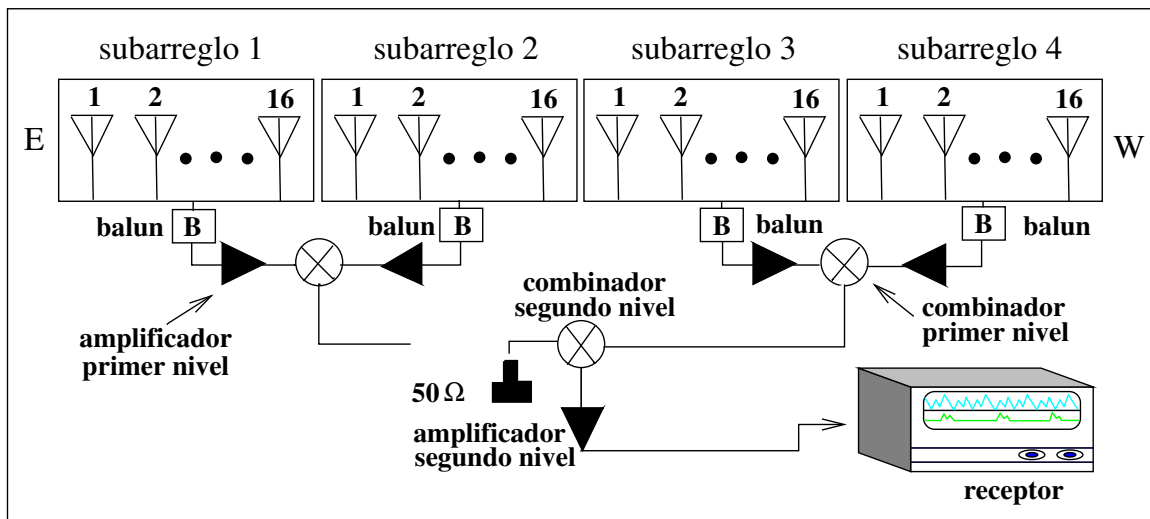 subarreglo 1
subarreglo 2
subarreglo 3
subarreglo 4
1 2 16
1 2 16
1 2 16
1 2 16
E
W
balun B
balun B
B balun
B balun
combinador
segundo nivel
combinador
primer nivel
amplificador
primer nivel
50 Ω
amplificador
segundo nivel
receptor